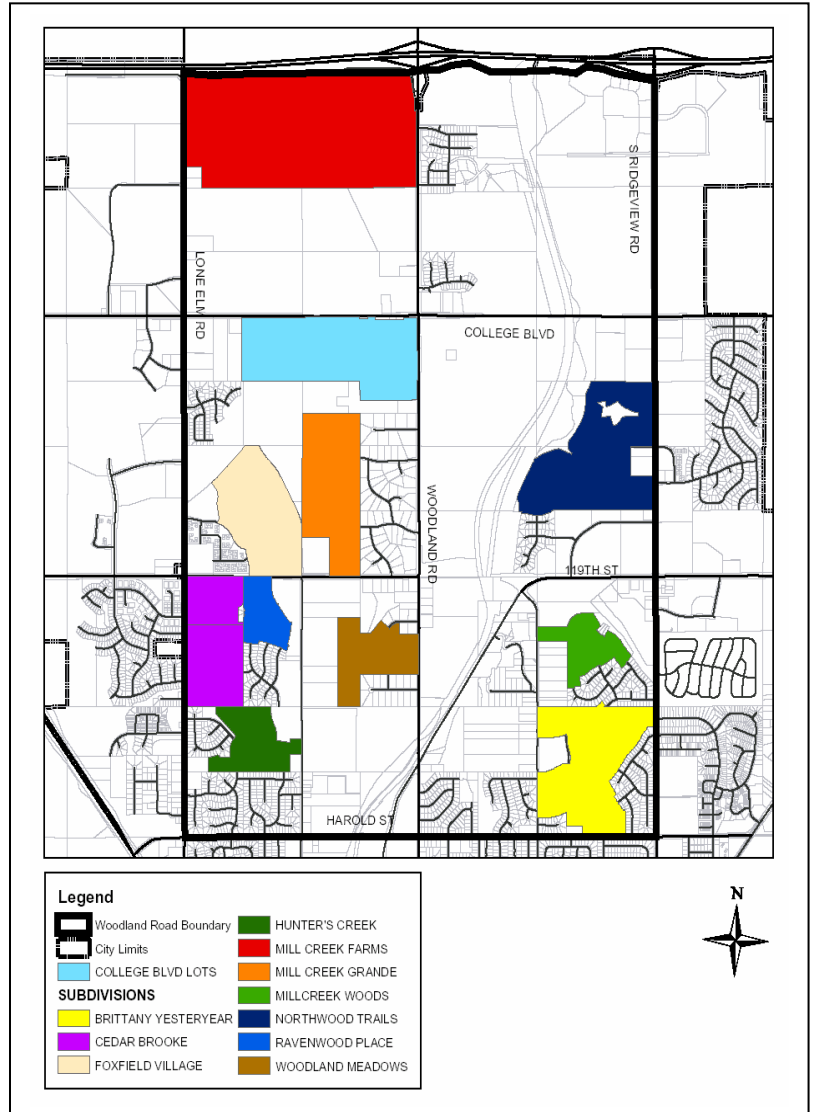 S RIDGEVIEW RD
LONE ELM RD
COLLEGE BLVD
WOODLAND RD
119TH ST
HAROLD ST
Legend
Woodland Road Boundary
City Limits
COLLEGE BLVD LOTS
SUBDIVISIONS
BRITTANY YESTERYEAR
CEDAR BROOKE
FOXFIELD VILLAGE
HUNTER'S CREEK
MILL CREEK FARMS
MILL CREEK GRANDE
MILLCREEK WOODS
NORTHWOOD TRAILS
RAVENWOOD PLACE
WOODLAND MEADOWS
N